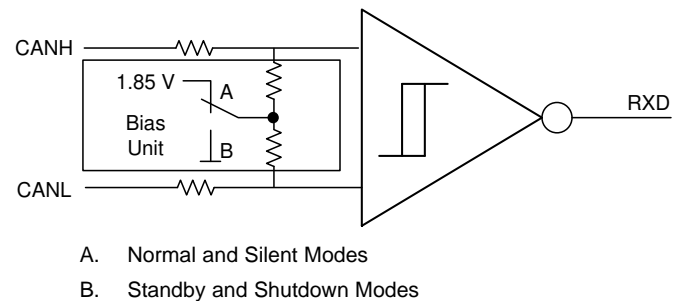 CANH
1.85 V
A
Bias
Unit
B
RXD
CANL
A. Normal and Silent Modes
B. Standby and Shutdown Modes